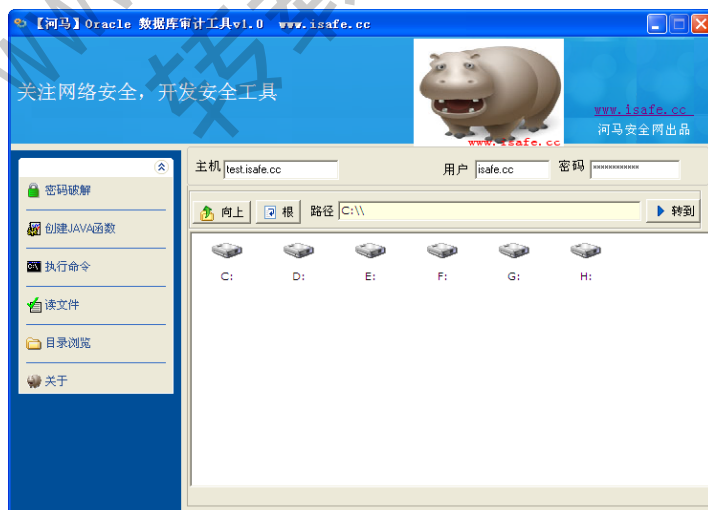 【河马】Oracle 数据库审计工具v1.0 www.isafe.cc
关注网络安全，开发安全工具
www.isafe.cc
www.isafe.cc
河马安全网出品
主机 test.isafe.cc 用户 isafe.cc 密码 ************
向上 根 路径 C:\\ 转到
密码破解
创建JAVA函数
执行命令
读文件
目录浏览
关于
C: D: E: F: G: H: